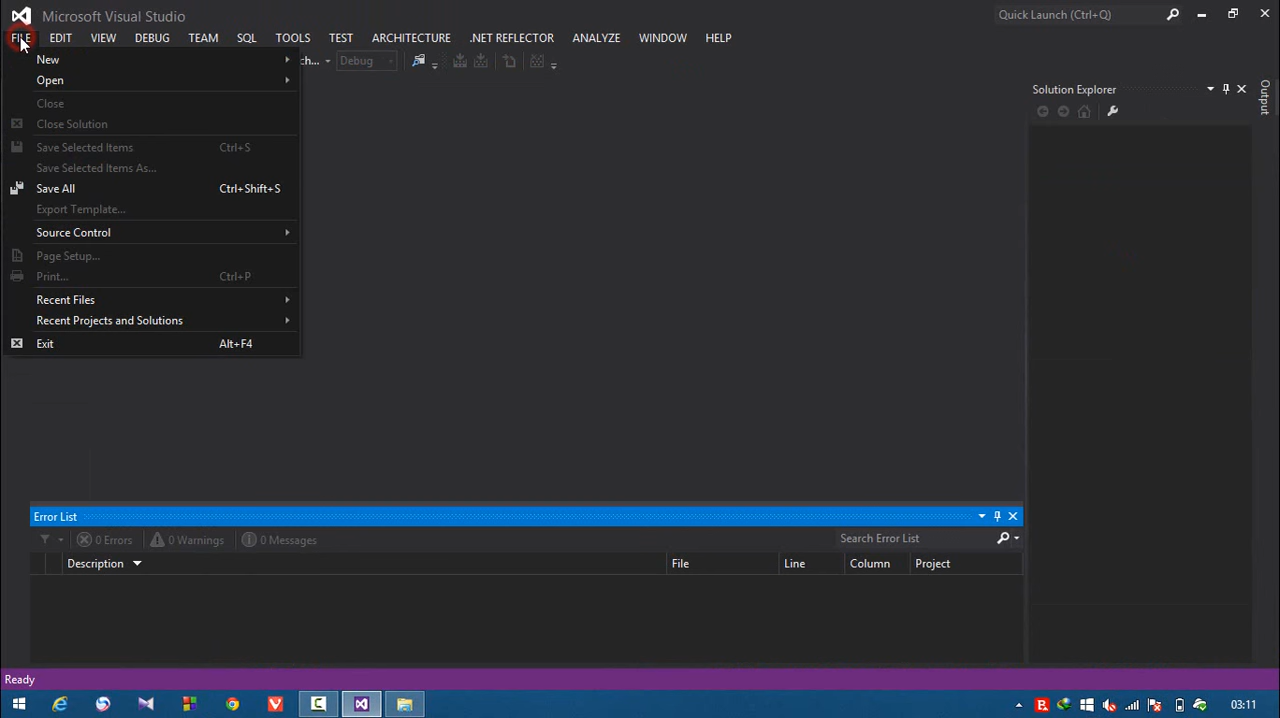 Microsoft Visual Studio
Quick Launch (Ctrl+Q)
FILE EDIT VIEW DEBUG TEAM SQL TOOLS TEST ARCHITECTURE .NET REFLECTOR ANALYZE WINDOW HELP
ch... Debug
New
Open
Close
Close Solution
Save Selected Items Ctrl+S
Save Selected Items As...
Save All Ctrl+Shift+S
Export Template...
Source Control
Page Setup...
Print... Ctrl+P
Recent Files
Recent Projects and Solutions
Exit Alt+F4
Solution Explorer
Output
Error List
0 Errors 0 Warnings 0 Messages Search Error List
Description File Line Column Project
Ready
03:11